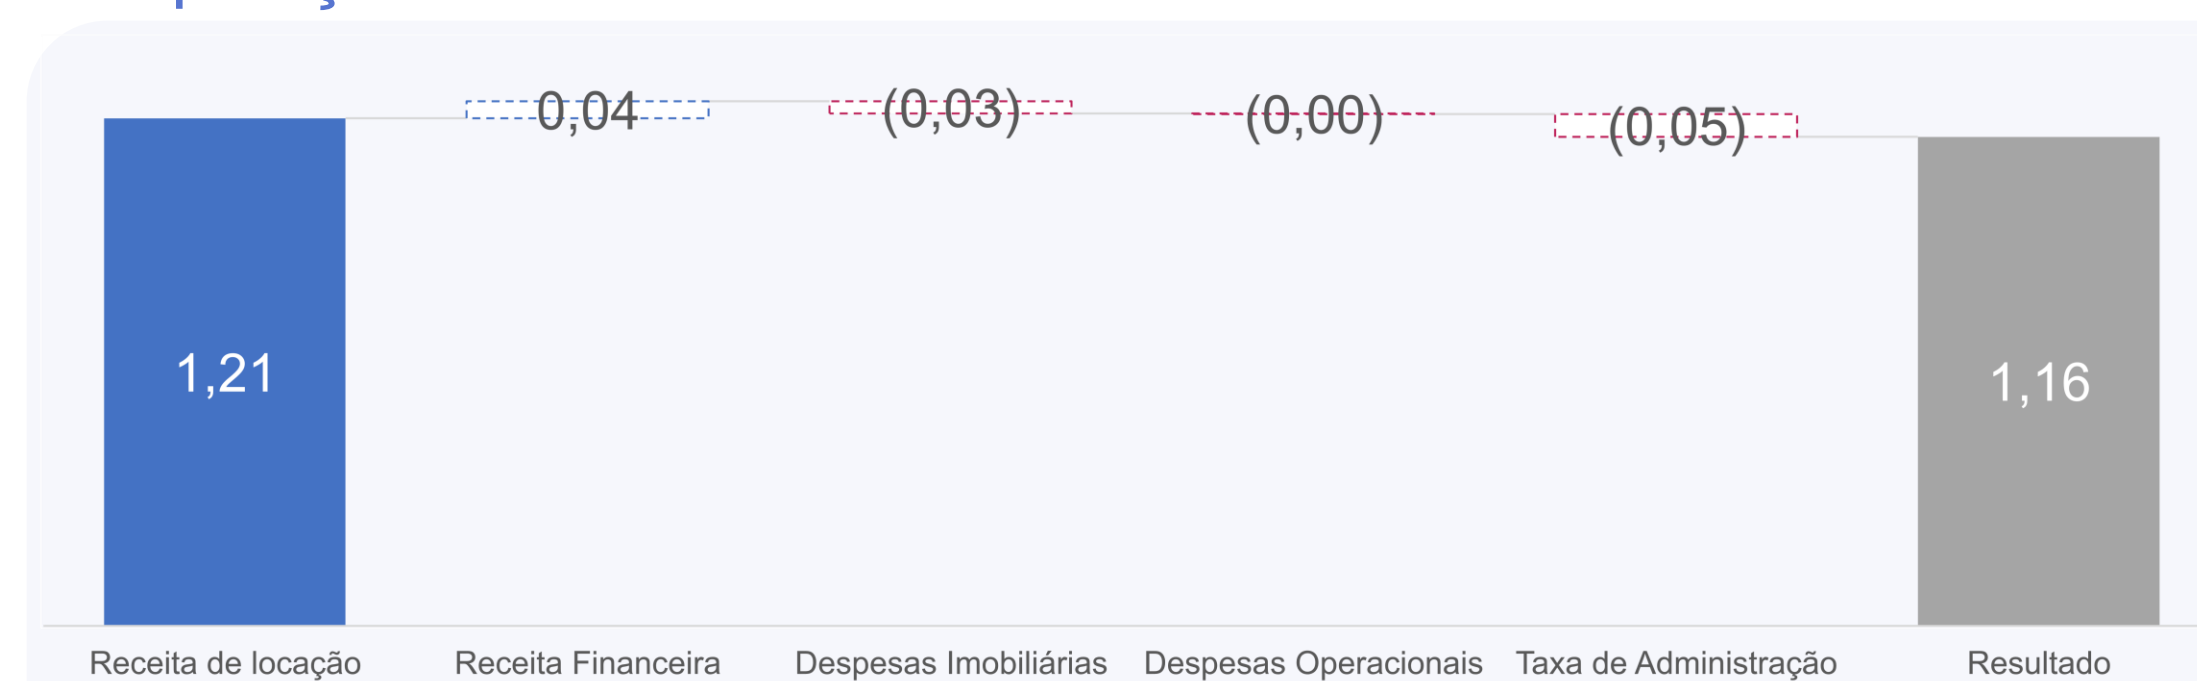 0,04
(0,03)
(0,00)
(0,05)
1,21
1,16
Receita de locação
Receita Financeira
Despesas Imobiliárias
Despesas Operacionais
Taxa de Administração
Resultado